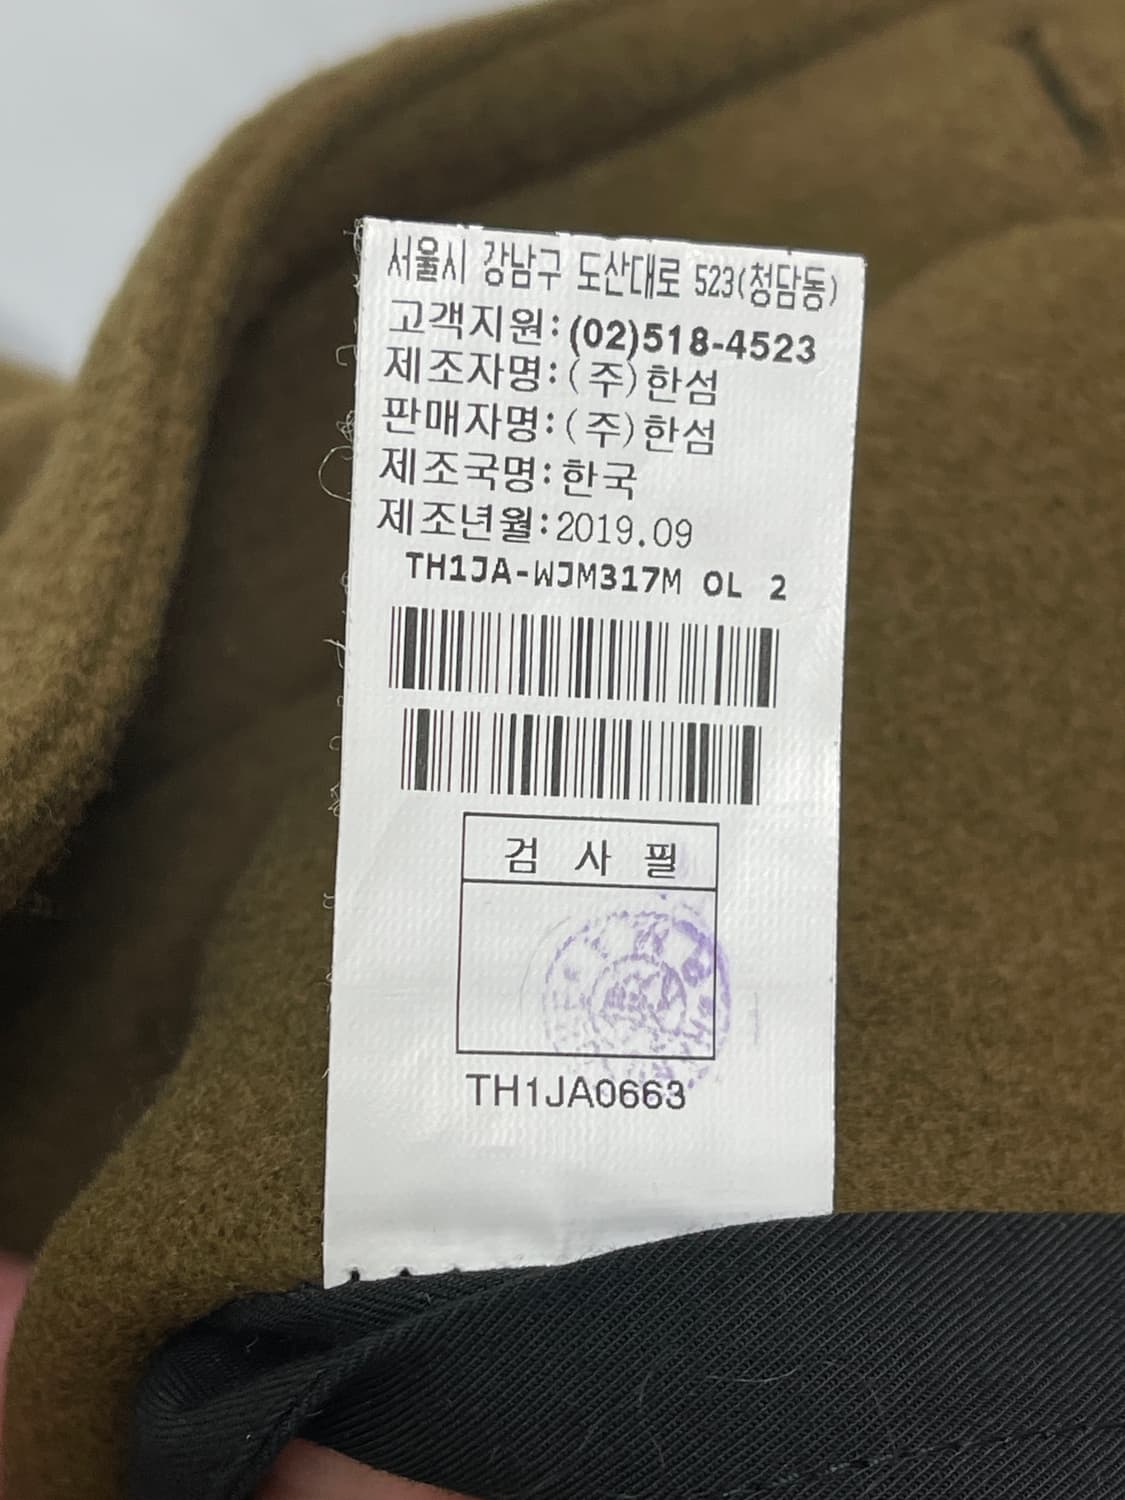 서울시 강남구 도산대로 523(청담동)
고객지원:(02)518-4523
제조자명:(주)한섬
판매자명:(주)한섬
제조국명:한국
제조년월:2019.09
TH1JA-WJM317M OL 2
검 사 필
TH1JA0663